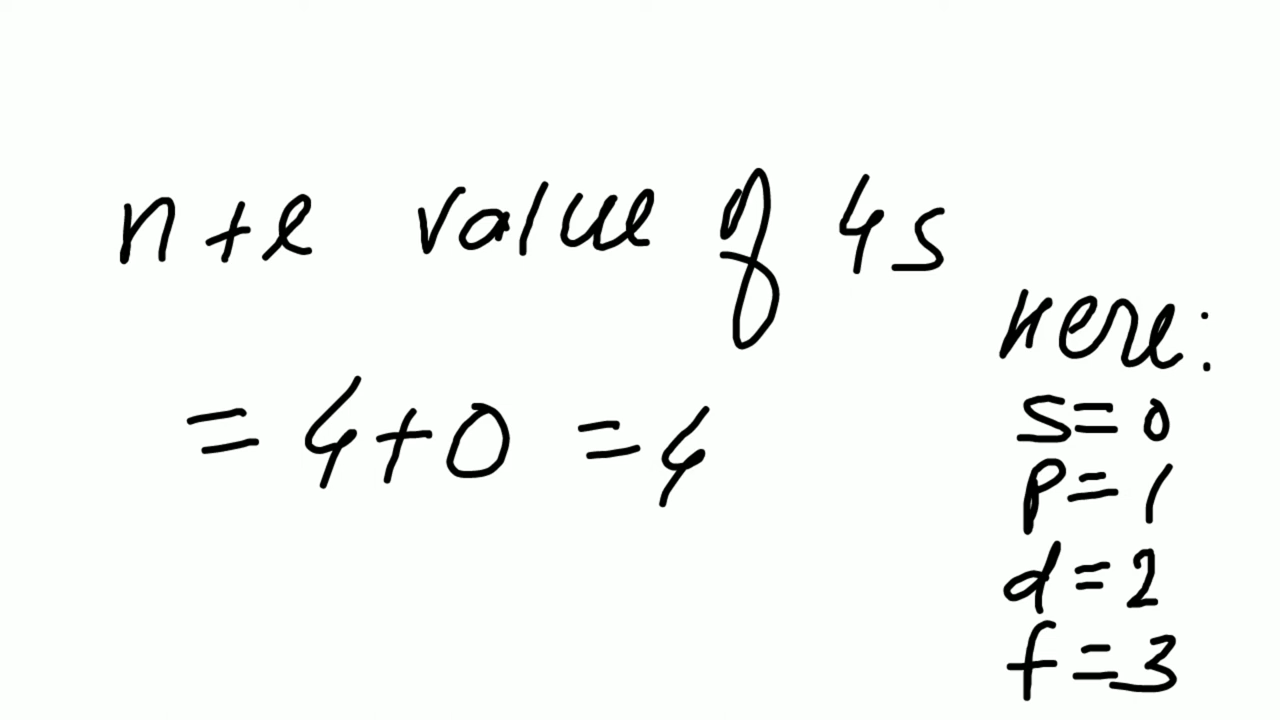 n+l value of 4s
= 4+0 = 4
Here:
s=0
p=1
d=2
f=3